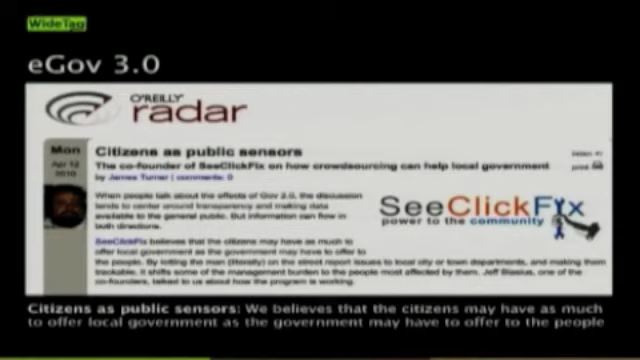 WideTag
eGov 3.0
O'REILLY
radar
Mon
Apr 12
2010
Citizens as public sensors
The co-founder of SeeClickFix on how crowdsourcing can help local government
by James Turner | comments: 0
print
When people talk about the effects of Gov 2.0, the discussion
tends to center around transparency and making data
available to the general public. But information can flow in
both directions.
SeeClickFix
power to the community
SeeClickFix believes that the citizens may have as much to
offer local government as the government may have to offer to
the people. By letting the man (literally) on the street report issues to local city or town departments, and making them
trackable, it shifts some of the management burden to the people most affected by them. Jeff Blasius, one of the
co-founders, talked to us about how the program is working.
Citizens as public sensors: We believes that the citizens may have as much
to offer local government as the government may have to offer to the people